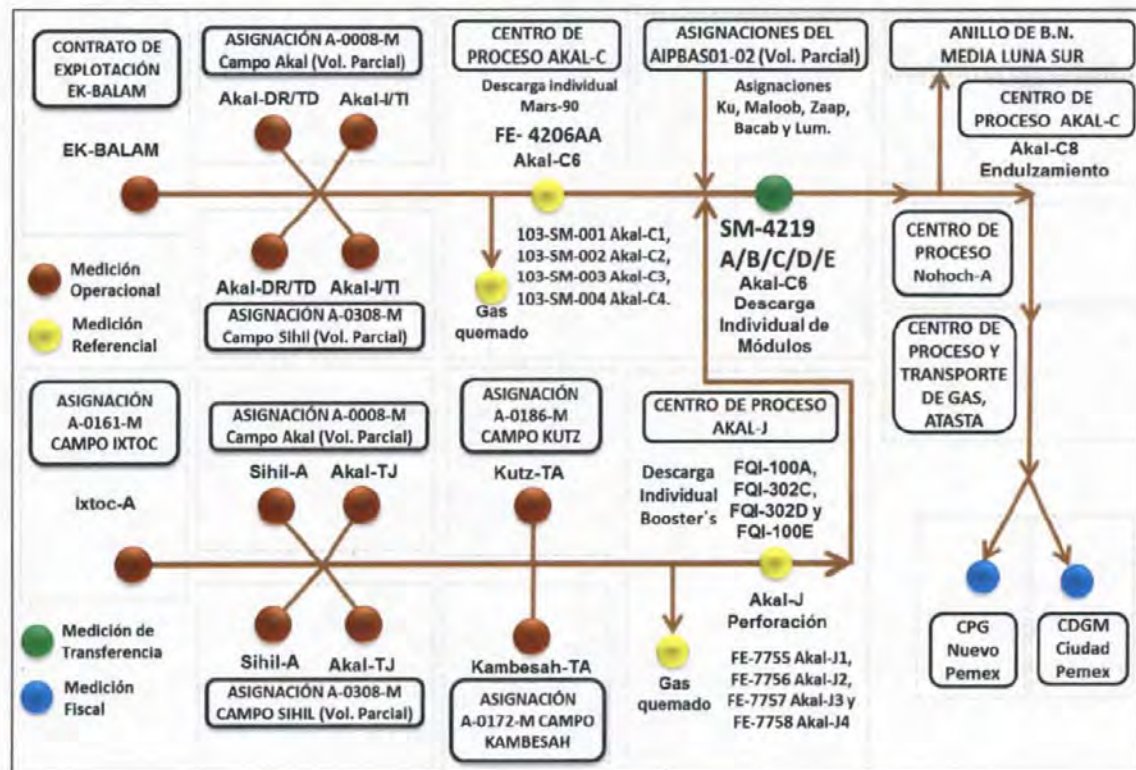 CONTRATO DE
EXPLOTACIÓN
EK-BALAM
EK-BALAM
ASIGNACIÓN A-0008-M
Campo Akal (Vol. Parcial)
Akal-DR/TD Akal-I/TI
Akal-DR/TD Akal-I/TI
ASIGNACIÓN A-0308-M
Campo Sihil (Vol. Parcial)
CENTRO DE
PROCESO AKAL-C
Descarga individual
Mars-90
FE- 4206AA
Akal-C6
103-SM-001 Akal-C1,
103-SM-002 Akal-C2,
103-SM-003 Akal-C3,
103-SM-004 Akal-C4.
Gas
quemado
ASIGNACIONES DEL
AIPBAS01-02 (Vol. Parcial)
Asignaciones
Ku, Maloob, Zaap,
Bacab y Lum.
SM-4219
A/B/C/D/E
Akal-C6
Descarga
Individual de
Módulos
ANILLO DE B.N.
MEDIA LUNA SUR
CENTRO DE
PROCESO AKAL-C
Akal-C8
Endulzamiento
CENTRO DE
PROCESO
Nohoch-A
CENTRO DE
PROCESO Y
TRANSPORTE
DE GAS,
ATASTA
CPG
Nuevo
Pemex
CDGM
Ciudad
Pemex
Medición
Operacional
Medición
Referencial
ASIGNACIÓN
A-0161-M
CAMPO IXTOC
Ixtoc-A
ASIGNACIÓN A-0008-M
Campo Akal (Vol. Parcial)
Sihil-A Akal-TJ
Sihil-A Akal-TJ
ASIGNACIÓN A-0308-M
CAMPO SIHIL (Vol. Parcial)
ASIGNACIÓN
A-0186-M
CAMPO KUTZ
Kutz-TA
Kambesah-TA
ASIGNACIÓN
A-0172-M CAMPO
KAMBESAH
CENTRO DE PROCESO
AKAL-J
Descarga
Individual
Booster´s
FQI-100A,
FQI-302C,
FQI-302D y
FQI-100E
Akal-J
Perforación
Gas
quemado
FE-7755 Akal-J1,
FE-7756 Akal-J2,
FE-7757 Akal-J3 y
FE-7758 Akal-J4
Medición de
Transferencia
Medición
Fiscal